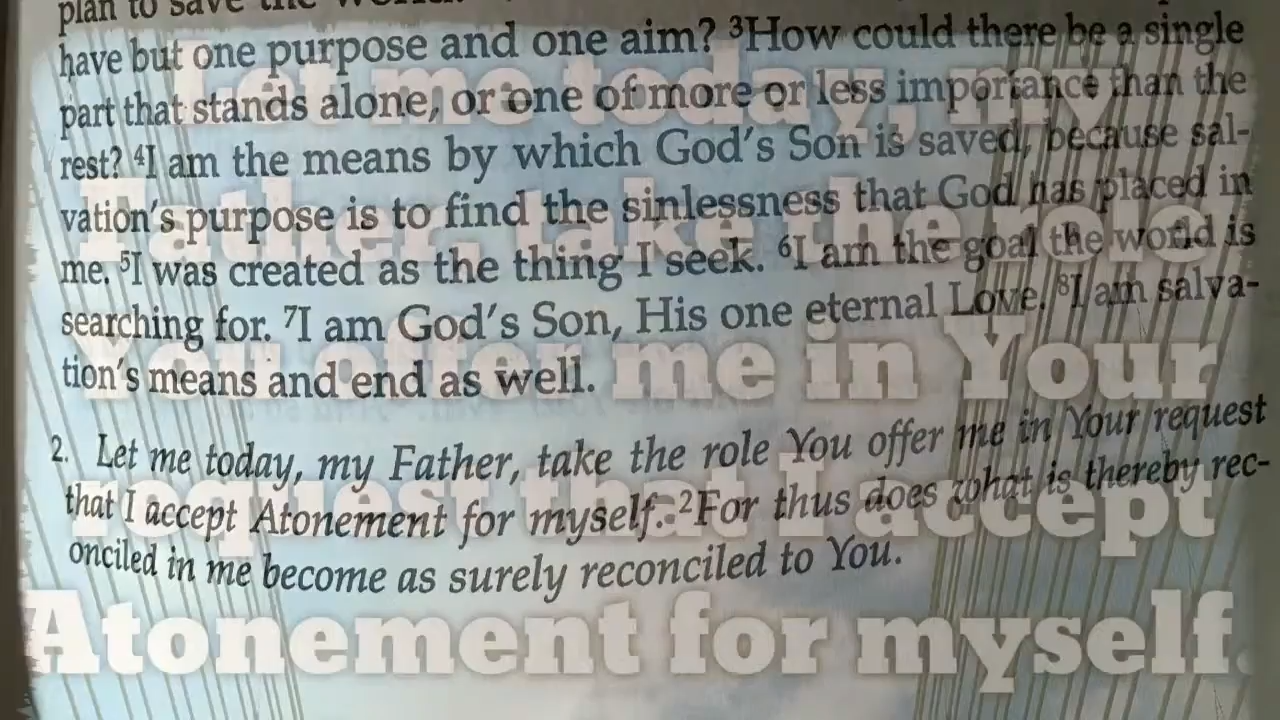 plan to save the world.
have but one purpose and one aim? ³How could there be a single
part that stands alone, or one of more or less importance than the
rest? ⁴I am the means by which God's Son is saved, because sal-
vation's purpose is to find the sinlessness that God has placed in
me. ⁵I was created as the thing I seek. ⁶I am the goal the world is
searching for. ⁷I am God's Son, His one eternal Love. ⁸I am salva-
tion's means and end as well.
2. Let me today, my Father, take the role You offer me in Your request
that I accept Atonement for myself. ²For thus does what is thereby rec-
onciled in me become as surely reconciled to You.
Let me today, my
Father, take the role
You offer me in Your
request that I accept
Atonement for myself.